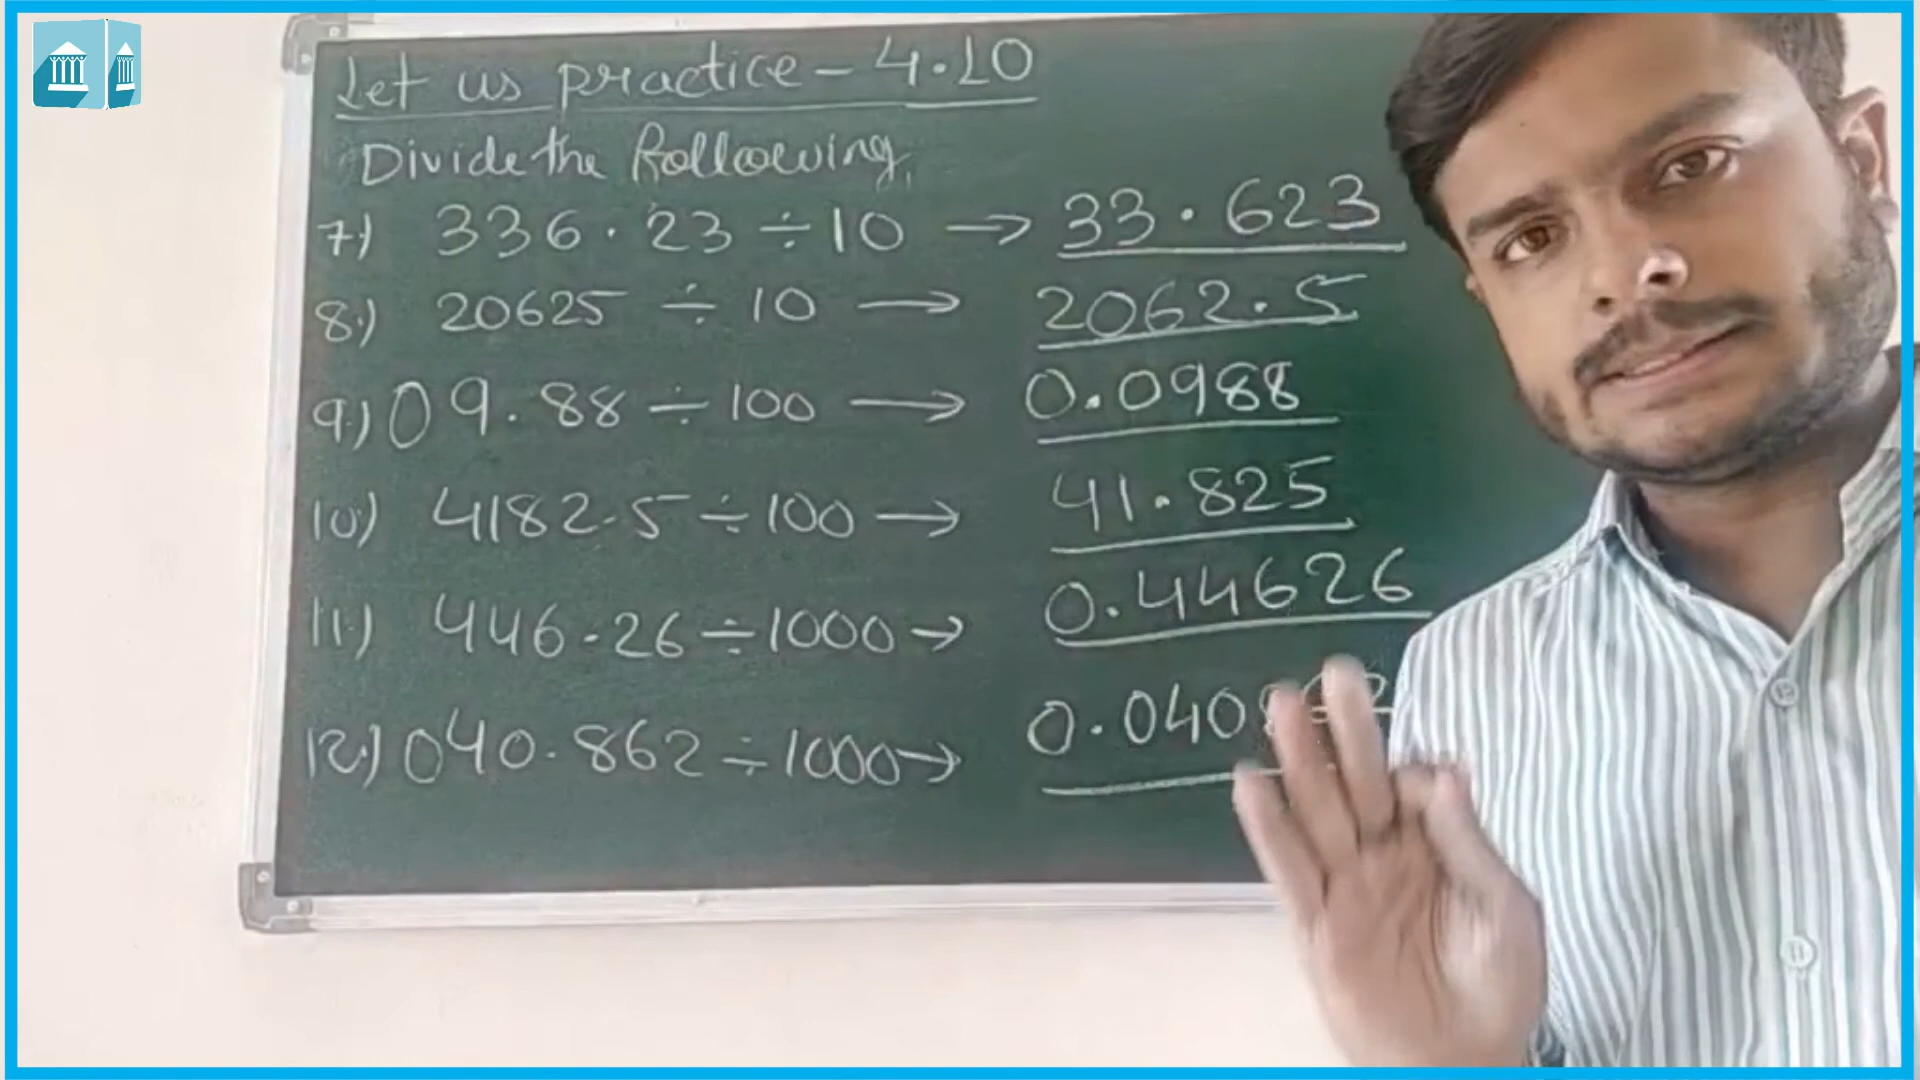 Let us practice - 4.10
Divide the following,
7.) 336.23 ÷ 10 → 33.623
8.) 20625 ÷ 10 → 2062.5
9.) 09.88 ÷ 100 → 0.0988
10.) 4182.5 ÷ 100 → 41.825
11.) 446.26 ÷ 1000 → 0.44626
12.) 040.862 ÷ 1000 →